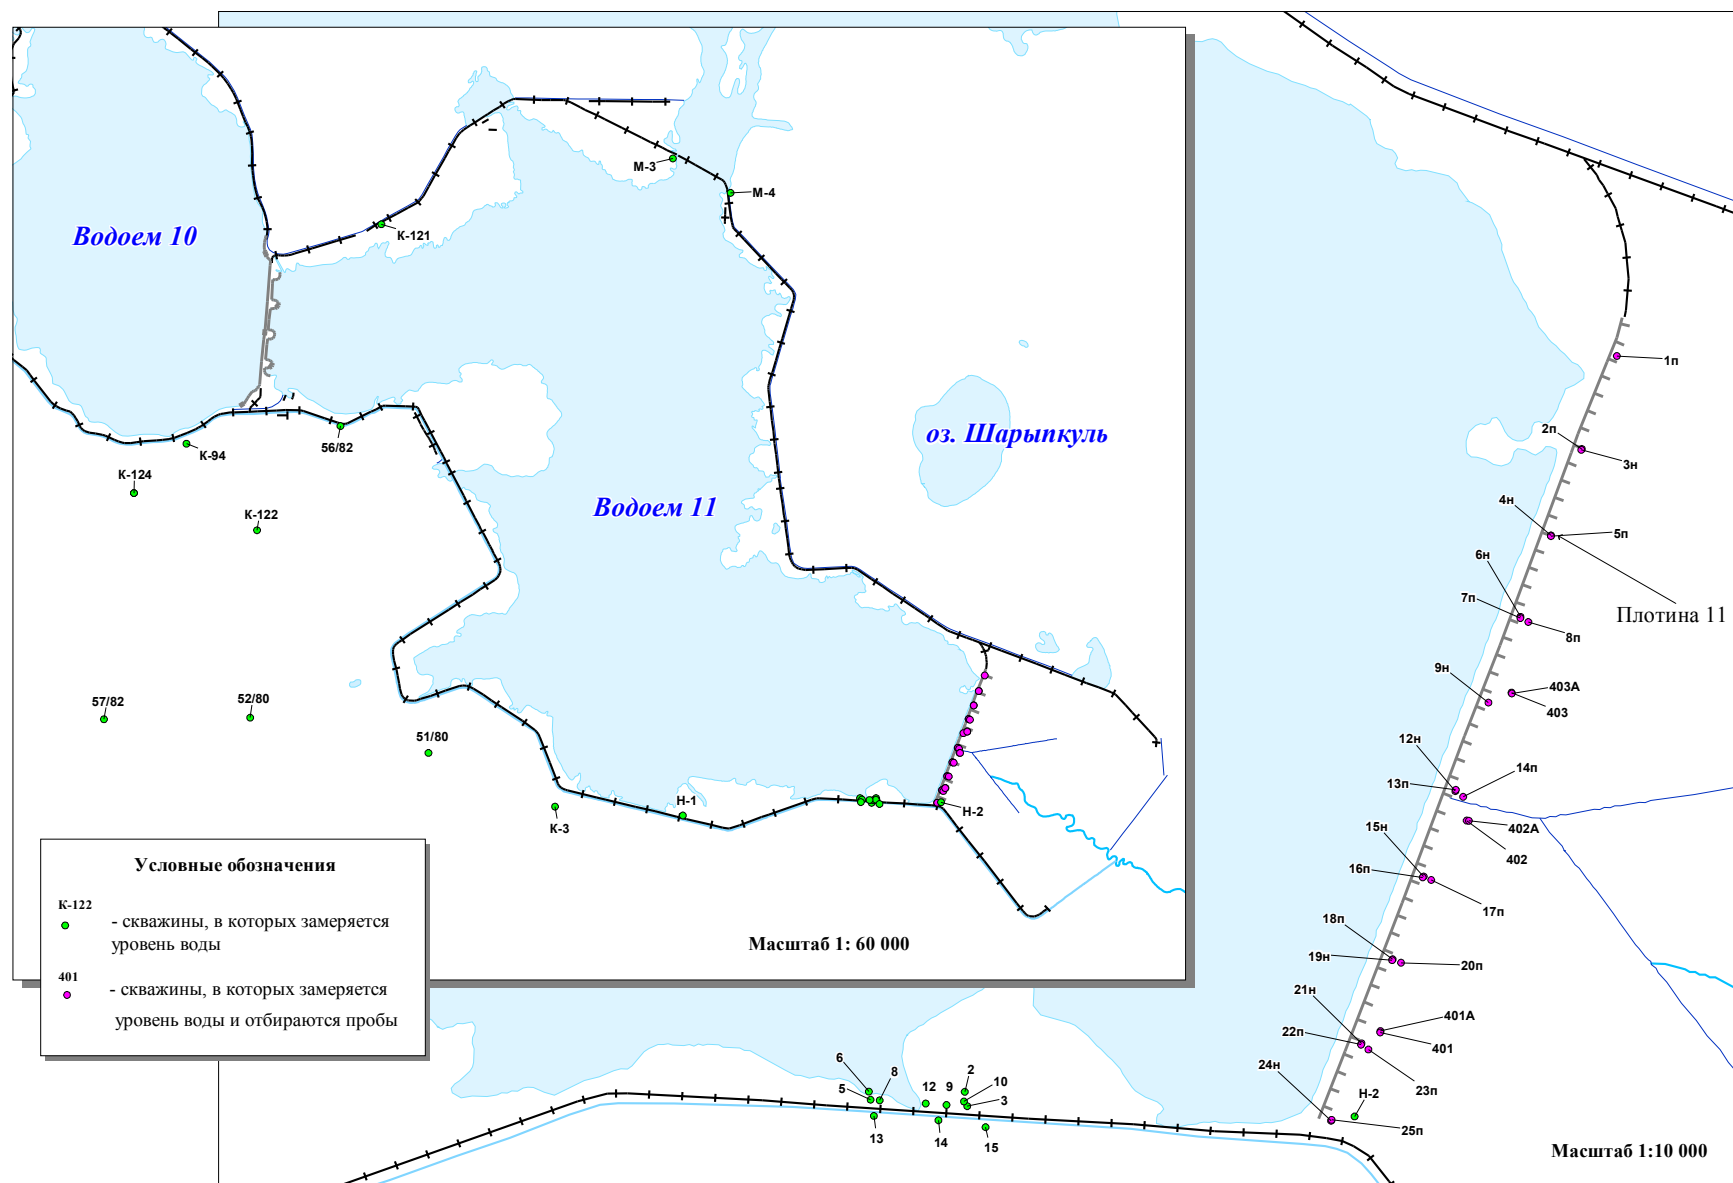 Водоем 10
К-121
М-3
М-4
К-94
56/82
К-124
К-122
оз. Шарыпкуль
Водоем 11
57/82
52/80
51/80
К-3
Н-1
Н-2
Масштаб 1: 60 000
Условные обозначения
К-122
- скважины, в которых замеряется
уровень воды
401
- скважины, в которых замеряется
уровень воды и отбираются пробы
1п
2п
3н
4н
5п
6н
Плотина 11
7п
8п
9н
403А
403
12н
13п
14п
402А
15н
402
16п
17п
18п
19н
20п
21н
401А
22п
401
24н
23п
Н-2
25п
6
8
5
12
9
2
10
3
13
14
15
Масштаб 1:10 000